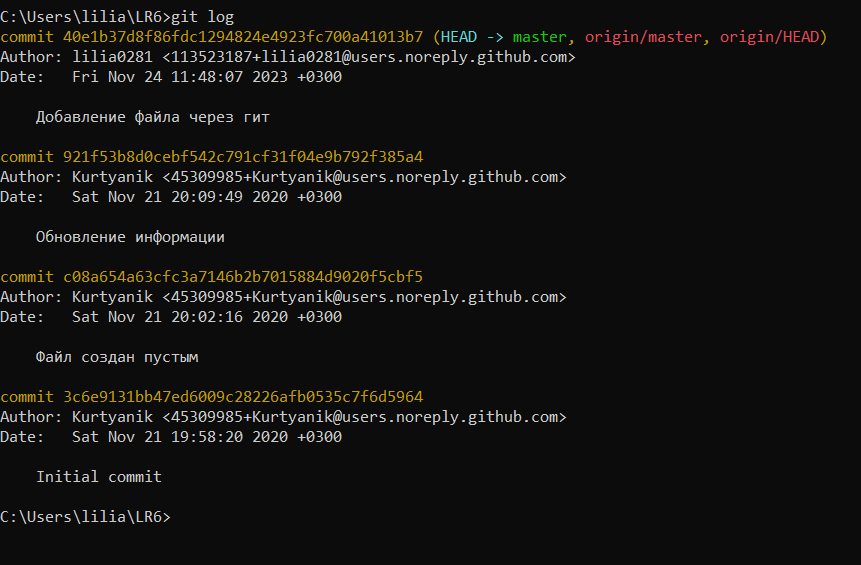 C:\Users\lilia\LR6>git log
commit 40e1b37d8f86fdc1294824e4923fc700a41013b7 (HEAD -> master, origin/master, origin/HEAD)
Author: lilia0281 <113523187+lilia0281@users.noreply.github.com>
Date:   Fri Nov 24 11:48:07 2023 +0300
Добавление файла через гит
commit 921f53b8d0cebf542c791cf31f04e9b792f385a4
Author: Kurtyanik <45309985+Kurtyanik@users.noreply.github.com>
Date:   Sat Nov 21 20:09:49 2020 +0300
Обновление информации
commit c08a654a63cfc3a7146b2b7015884d9020f5cbf5
Author: Kurtyanik <45309985+Kurtyanik@users.noreply.github.com>
Date:   Sat Nov 21 20:02:16 2020 +0300
Файл создан пустым
commit 3c6e9131bb47ed6009c28226afb0535c7f6d5964
Author: Kurtyanik <45309985+Kurtyanik@users.noreply.github.com>
Date:   Sat Nov 21 19:58:20 2020 +0300
Initial commit
C:\Users\lilia\LR6>